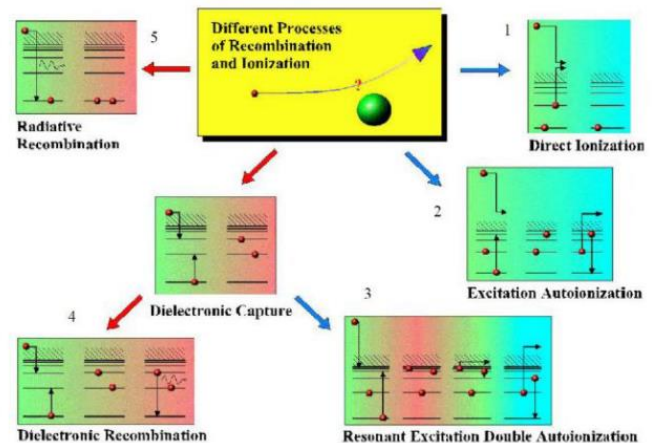 Different Processes
of Recombination
and Ionization
?
5
1
Radiative
Recombination
Direct Ionization
2
Excitation Autoionization
Dielectronic Capture
4
3
Dielectronic Recombination
Resonant Excitation Double Autoionization